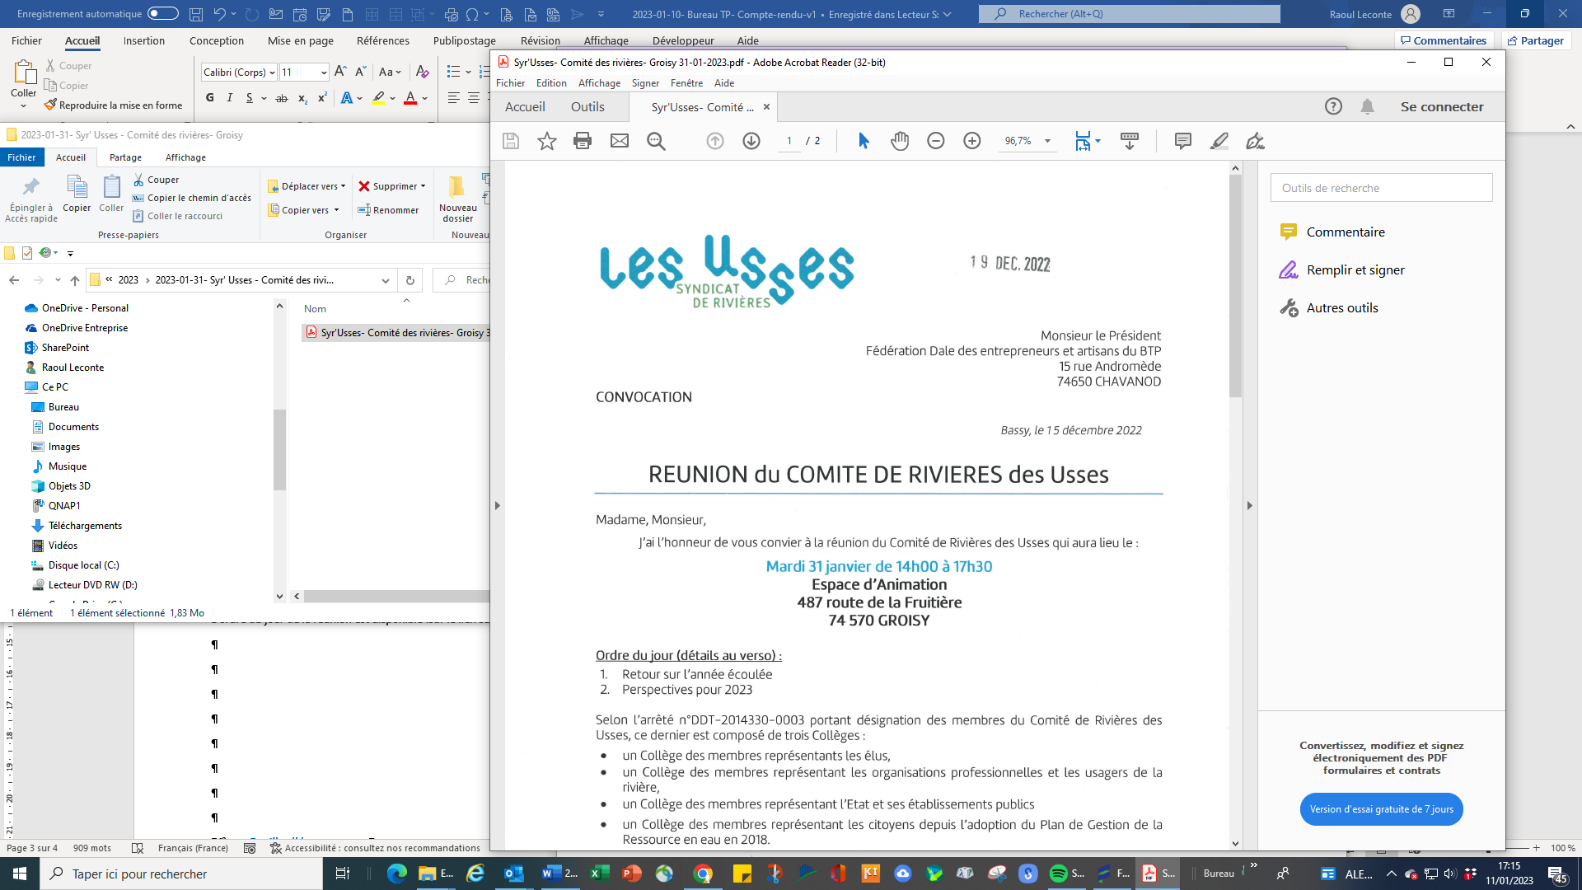 Enregistrement automatique
2023-01-10- Bureau TP- Compte-rendu-v1 • Enregistré dans Lecteur S:
Rechercher (Alt+Q)
Raoul Leconte
Fichier Accueil Insertion Conception Mise en page Références Publipostage Révision Affichage Développeur Aide
Commentaires Partager
Coller
Couper
Copier
Reproduire la mise en forme
Calibri (Corps) 11
2023-01-31- Syr' Usses - Comité des rivières- Groisy
Fichier Accueil Partage Affichage
Épingler à Accès rapide
Copier
Coller
Couper
Copier le chemin d'accès
Coller le raccourci
Presse-papiers
Déplacer vers
Copier vers
Supprimer
Renommer
Organiser
Nouveau dossier
Nouveau
« 2023 > 2023-01-31- Syr' Usses - Comité des rivi...
Reche
OneDrive - Personal
OneDrive Entreprise
SharePoint
Raoul Leconte
Ce PC
Bureau
Documents
Images
Musique
Objets 3D
QNAP1
Téléchargements
Vidéos
Disque local (C:)
Lecteur DVD RW (D:)
Nom
Syr'Usses- Comité des rivières- Groisy 3
1 élément 1 élément sélectionné 1,83 Mo
Syr'Usses- Comité des rivières- Groisy 31-01-2023.pdf - Adobe Acrobat Reader (32-bit)
Fichier Edition Affichage Signer Fenêtre Aide
Accueil Outils Syr'Usses- Comité ... ×
Se connecter
1 / 2
96,7%
LES USSES
SYNDICAT
DE RIVIÈRES
19 DEC. 2022
Monsieur le Président
Fédération Dale des entrepreneurs et artisans du BTP
15 rue Andromède
74650 CHAVANOD
CONVOCATION
Bassy, le 15 décembre 2022
REUNION du COMITE DE RIVIERES des Usses
Madame, Monsieur,
J'ai l'honneur de vous convier à la réunion du Comité de Rivières des Usses qui aura lieu le :
Mardi 31 janvier de 14h00 à 17h30
Espace d'Animation
487 route de la Fruitière
74 570 GROISY
Ordre du jour (détails au verso) :
1. Retour sur l'année écoulée
2. Perspectives pour 2023
Selon l'arrêté n°DDT-2014330-0003 portant désignation des membres du Comité de Rivières des
Usses, ce dernier est composé de trois Collèges :
• un Collège des membres représentants les élus,
• un Collège des membres représentant les organisations professionnelles et les usagers de la
rivière,
• un Collège des membres représentant l'Etat et ses établissements publics
• un Collège des membres représentant les citoyens depuis l'adoption du Plan de Gestion de la
Ressource en eau en 2018.
Outils de recherche
Commentaire
Remplir et signer
Autres outils
Convertissez, modifiez et signez
électroniquement des PDF
formulaires et contrats
Version d'essai gratuite de 7 jours
Page 3 sur 4 909 mots Français (France) Accessibilité : consultez nos recommandations
100 %
Taper ici pour rechercher
E... 2... S... F... S...
Bureau
ALE...
17:15
11/01/2023
45